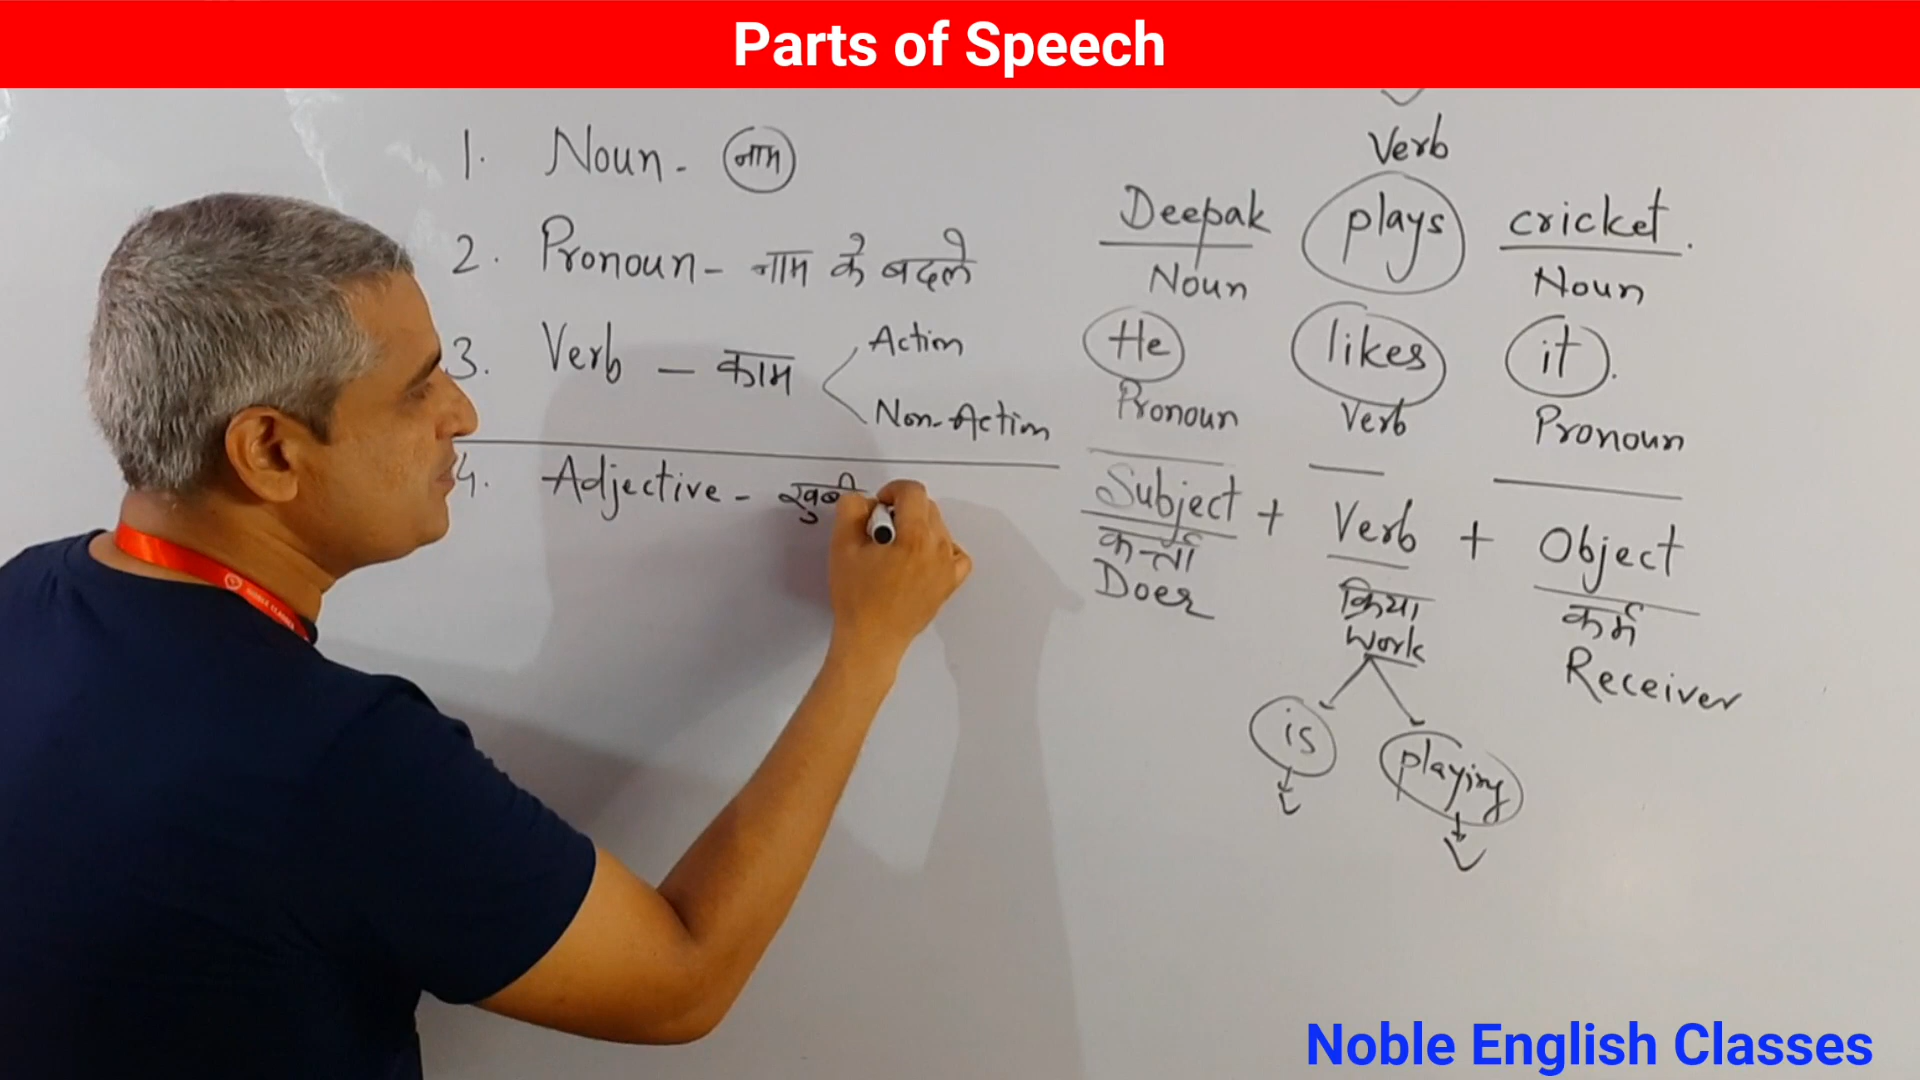 Parts of Speech
1. Noun - नाम
2. Pronoun - नाम के बदले
3. Verb - काम
Action
Non-Action
4. Adjective - खुबी
Verb
Deepak plays cricket.
Noun Noun
He likes it.
Pronoun Verb Pronoun
Subject + Verb + Object
कर्त्ता क्रिया कर्म
Doer Work Receiver
is playing
Noble English Classes